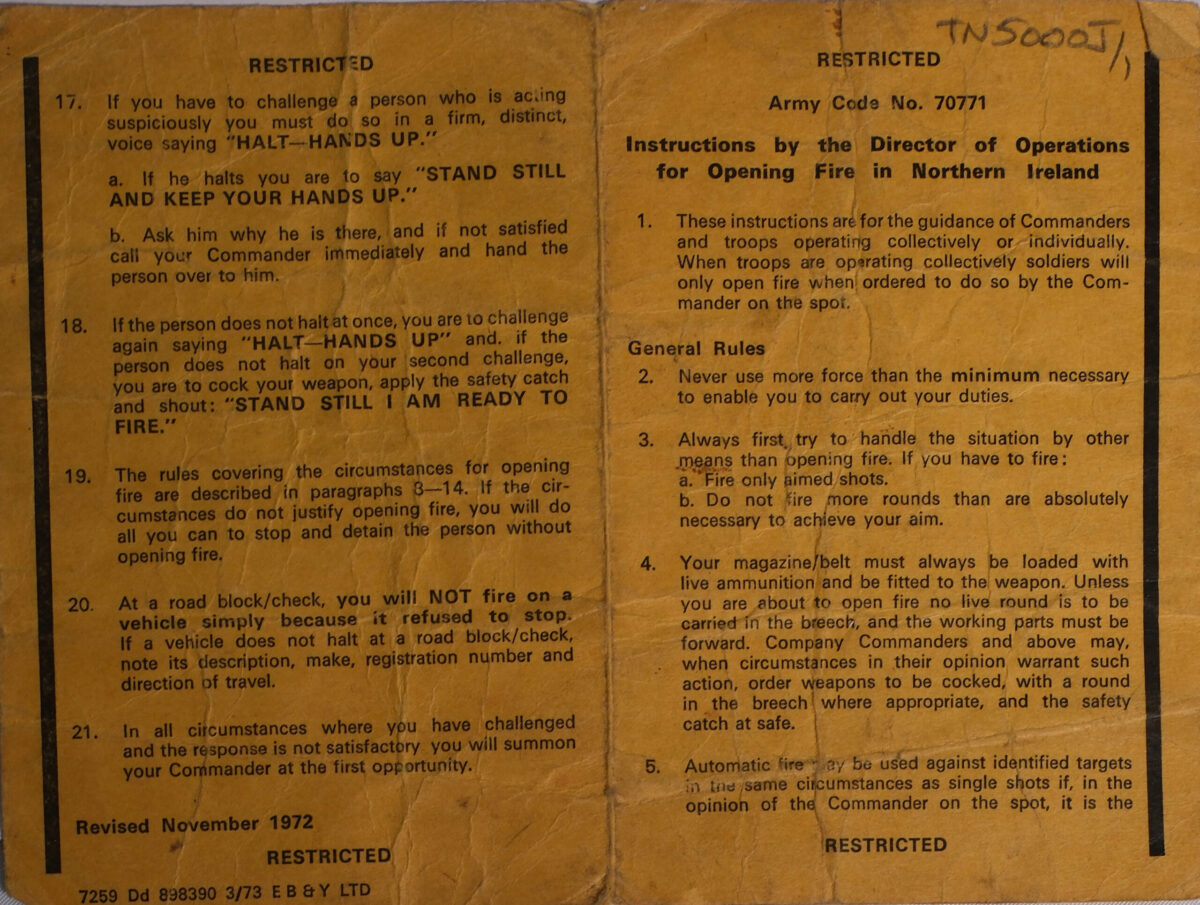 RESTRICTED
17. If you have to challenge a person who is acting
suspiciously you must do so in a firm, distinct,
voice saying "HALT—HANDS UP."
a. If he halts you are to say "STAND STILL
AND KEEP YOUR HANDS UP."
b. Ask him why he is there, and if not satisfied
call your Commander immediately and hand the
person over to him.
18. If the person does not halt at once, you are to challenge
again saying "HALT—HANDS UP" and, if the
person does not halt on your second challenge,
you are to cock your weapon, apply the safety catch
and shout: "STAND STILL I AM READY TO
FIRE."
19. The rules covering the circumstances for opening
fire are described in paragraphs 8—14. If the cir-
cumstances do not justify opening fire, you will do
all you can to stop and detain the person without
opening fire.
20. At a road block/check, you will NOT fire on a
vehicle simply because it refused to stop.
If a vehicle does not halt at a road block/check,
note its description, make, registration number and
direction of travel.
21. In all circumstances where you have challenged
and the response is not satisfactory you will summon
your Commander at the first opportunity.
Revised November 1972
RESTRICTED
7259 Dd 898390 3/73 E B & Y LTD
TN5000J/1
RESTRICTED
Army Code No. 70771
Instructions by the Director of Operations
for Opening Fire in Northern Ireland
1. These instructions are for the guidance of Commanders
and troops operating collectively or individually.
When troops are operating collectively soldiers will
only open fire when ordered to do so by the Com-
mander on the spot.
General Rules
2. Never use more force than the minimum necessary
to enable you to carry out your duties.
3. Always first try to handle the situation by other
means than opening fire. If you have to fire:
a. Fire only aimed shots.
b. Do not fire more rounds than are absolutely
necessary to achieve your aim.
4. Your magazine/belt must always be loaded with
live ammunition and be fitted to the weapon. Unless
you are about to open fire no live round is to be
carried in the breech, and the working parts must be
forward. Company Commanders and above may,
when circumstances in their opinion warrant such
action, order weapons to be cocked, with a round
in the breech where appropriate, and the safety
catch at safe.
5. Automatic fire may be used against identified targets
in the same circumstances as single shots if, in the
opinion of the Commander on the spot, it is the
RESTRICTED